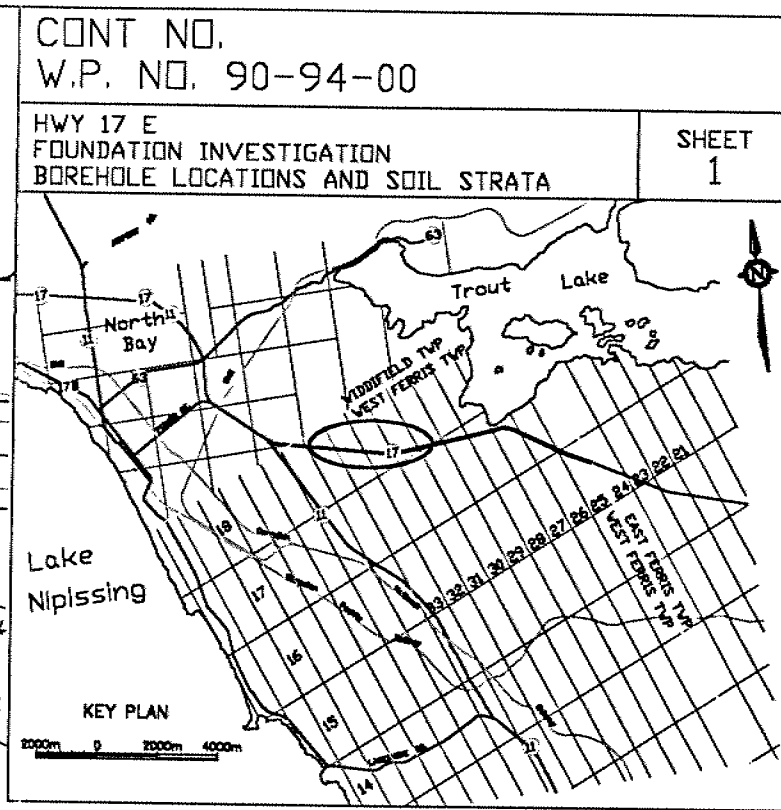 CONT NO.
W.P. NO. 90-94-00
HWY 17 E
FOUNDATION INVESTIGATION
BOREHOLE LOCATIONS AND SOIL STRATA
SHEET
1
63
N
Trout Lake
17
17
11
North
Bay
11
63
WIDDIFIELD TWP
WEST FERRIS TWP
17
11
18
17
16
15
14
33 32 31 30 29 28 27 26 25 24 23 22 21
EAST FERRIS TWP
WEST FERRIS TWP
Lake
Nipissing
11
KEY PLAN
2000m 0 2000m 4000m